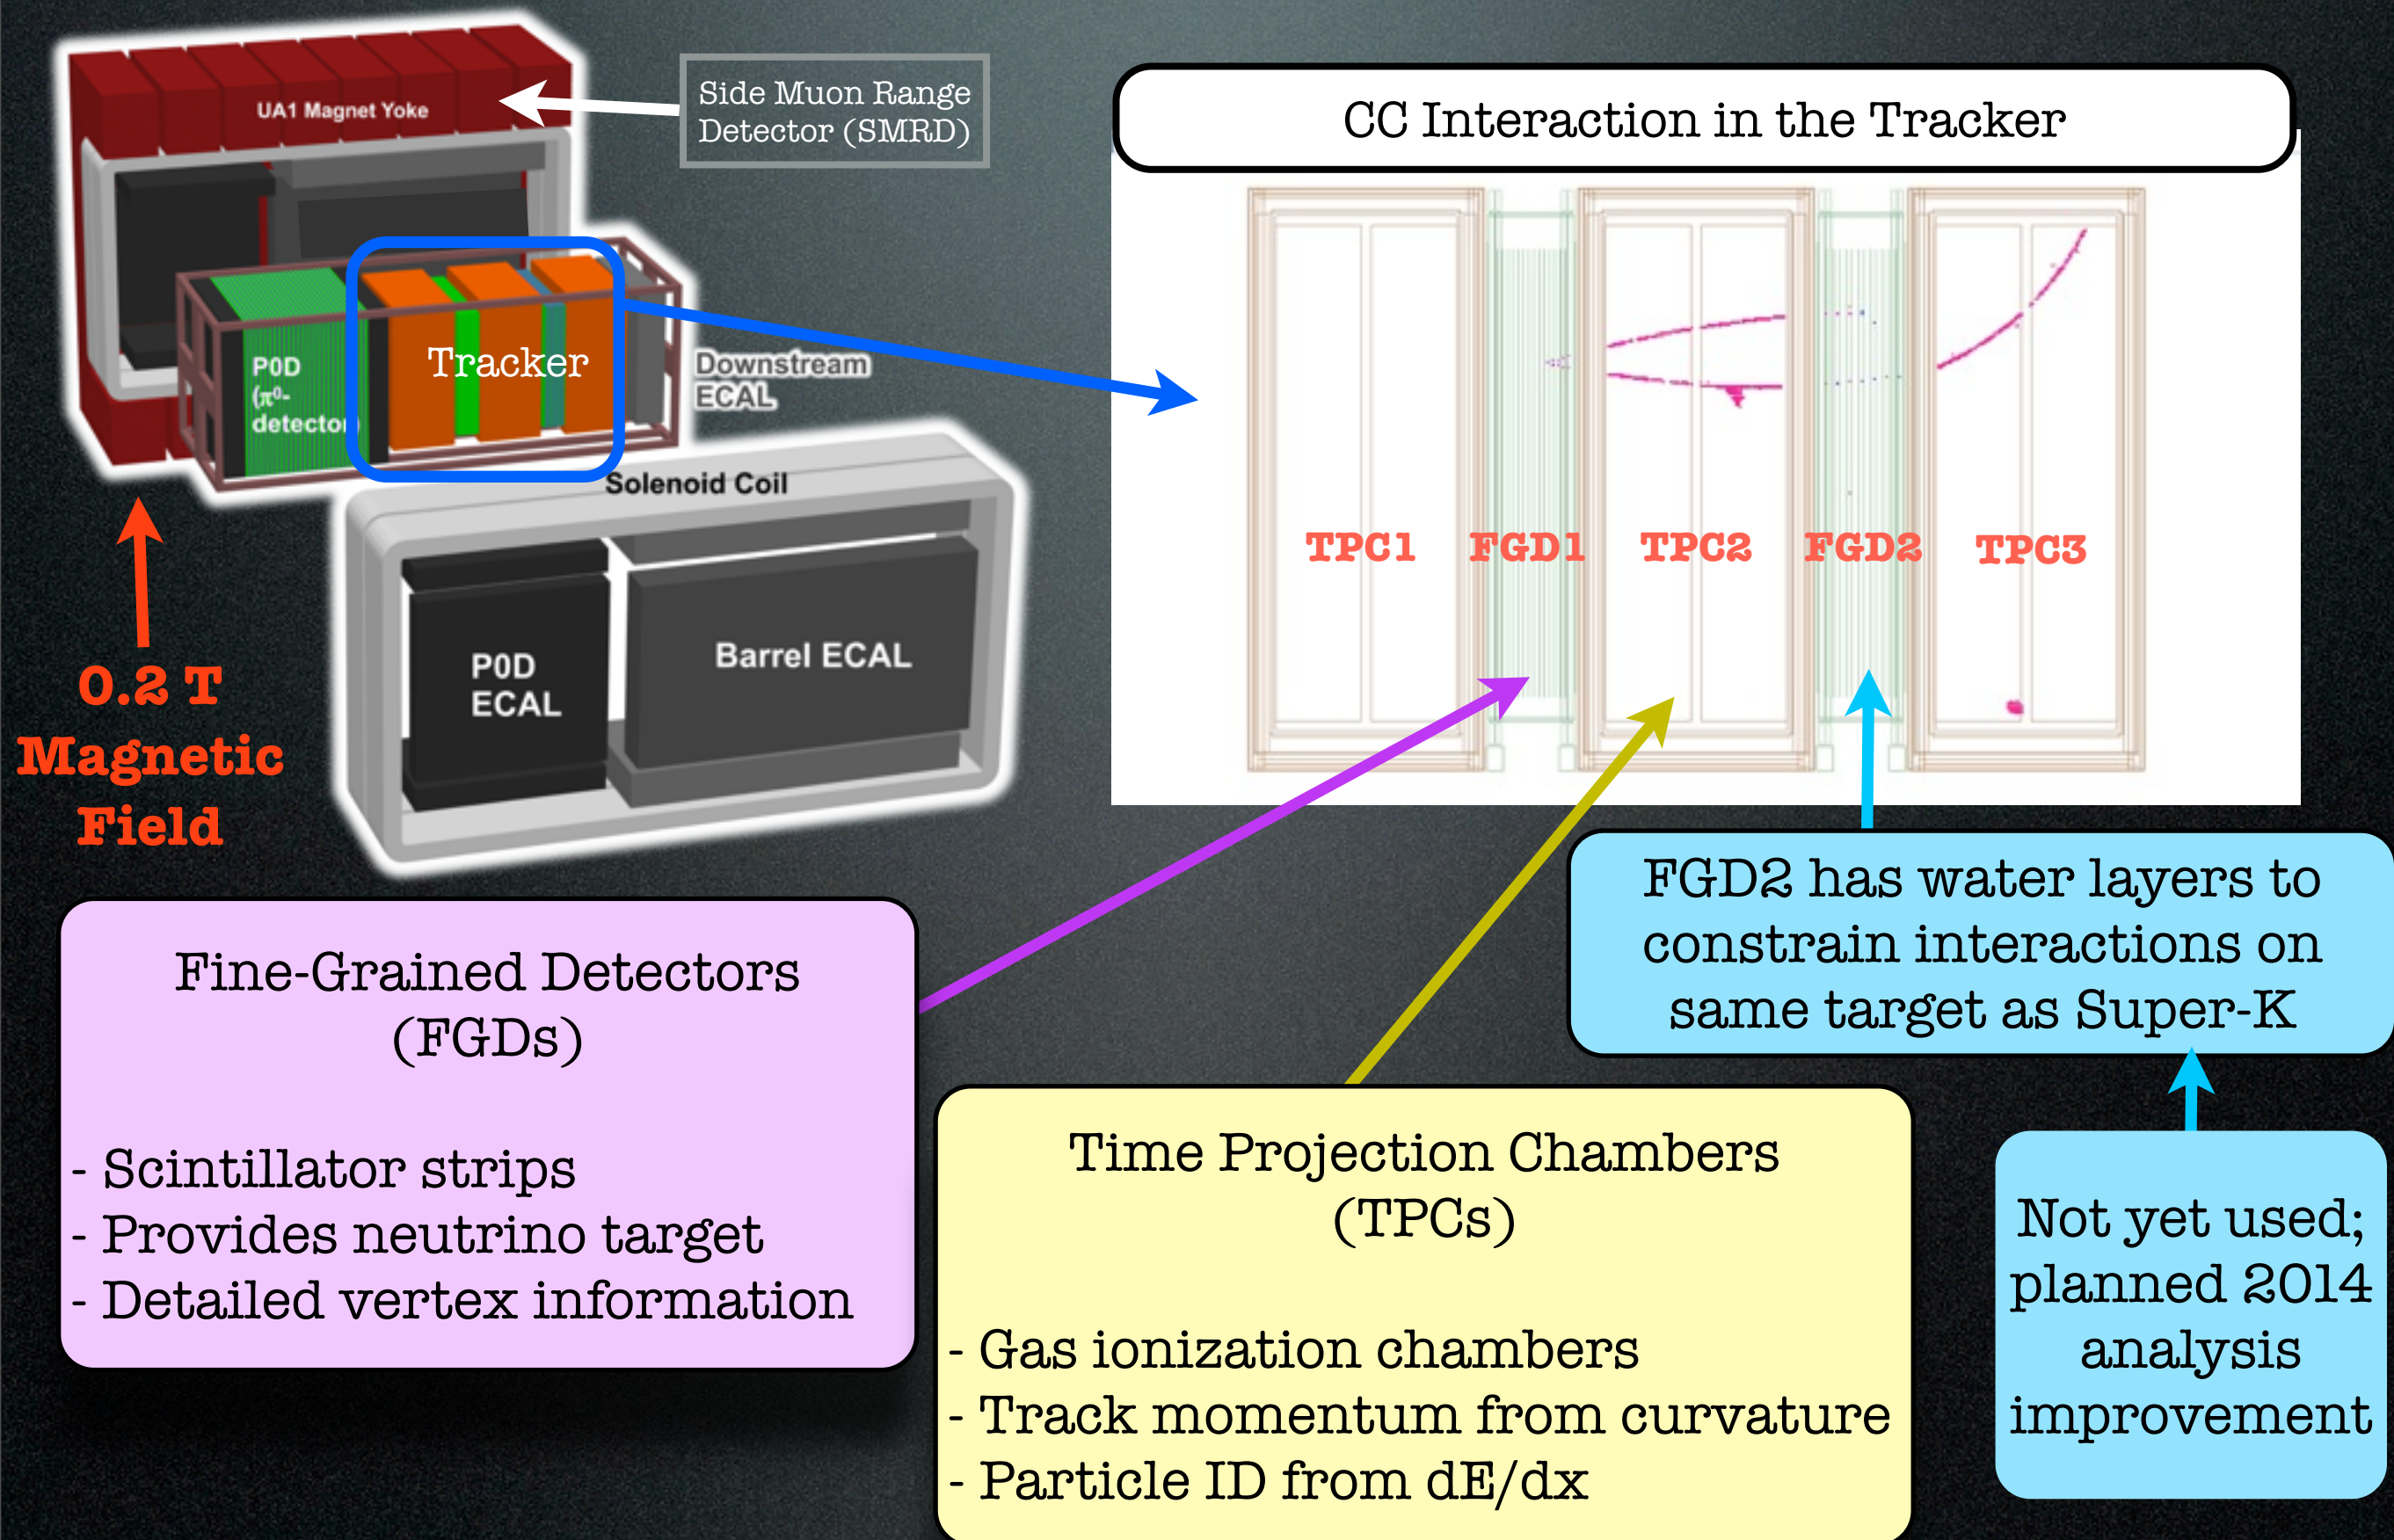 UA1 Magnet Yoke
Side Muon Range
Detector (SMRD)
P0D
(π⁰-
detector)
Tracker
Downstream
ECAL
Solenoid Coil
P0D
ECAL
Barrel ECAL
0.2 T
Magnetic
Field
CC Interaction in the Tracker
TPC1
FGD1
TPC2
FGD2
TPC3
Fine-Grained Detectors
(FGDs)
- Scintillator strips
- Provides neutrino target
- Detailed vertex information
Time Projection Chambers
(TPCs)
- Gas ionization chambers
- Track momentum from curvature
- Particle ID from dE/dx
FGD2 has water layers to
constrain interactions on
same target as Super-K
Not yet used;
planned 2014
analysis
improvement